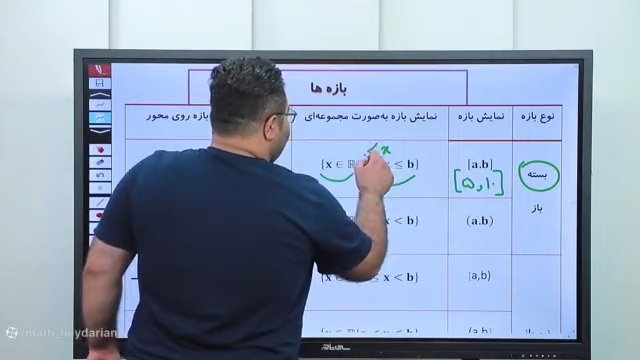 بازه ها
نوع بازه
نمایش بازه
نمایش بازه به‌صورت مجموعه‌ای
بازه روی محور
بسته
[a,b]
{x ∈ ℝ
≤ b}
[۵,۱۰]
≤ x
باز
(a,b)
< b}
[a,b)
≤ x < b}
math_heydarian